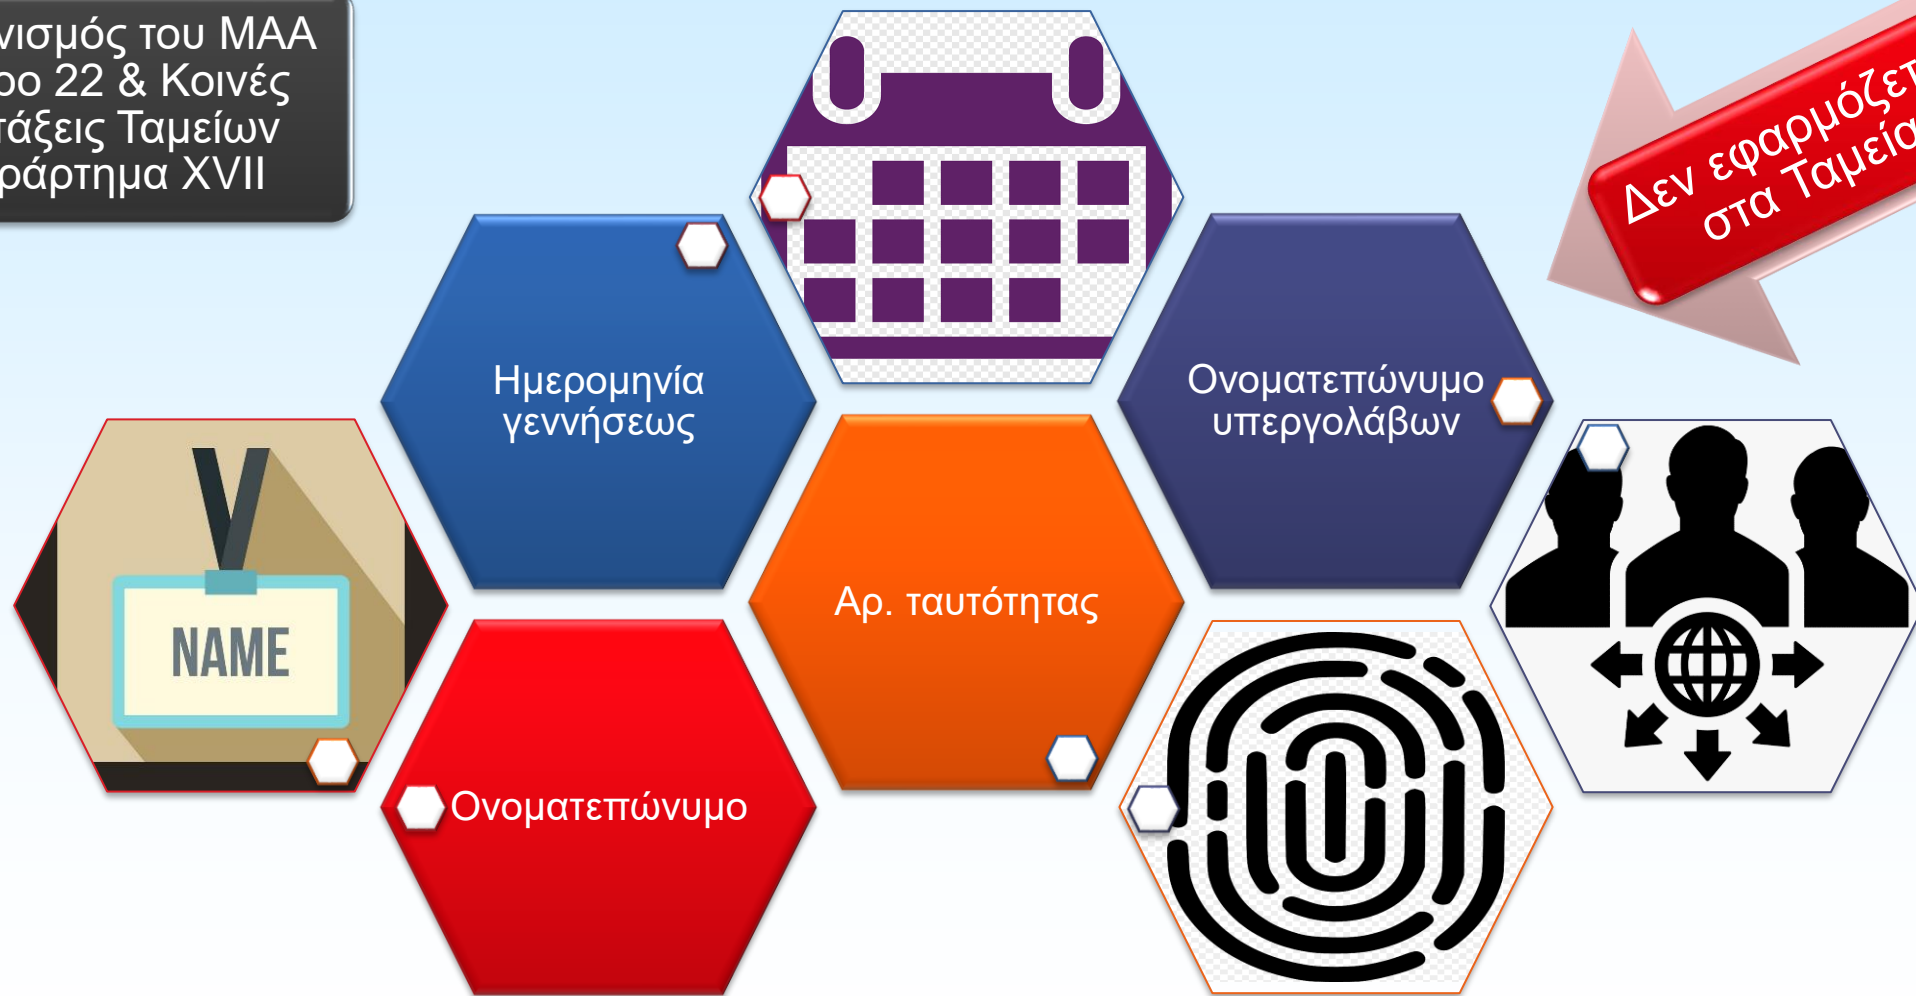 νισμός του ΜΑΑ
ρο 22 & Κοινές
τάξεις Ταμείων
ράρτημα XVII
Δεν εφαρμόζετ
στα Ταμεία
Ημερομηνία
γεννήσεως
Ονοματεπώνυμο
υπεργολάβων
Αρ. ταυτότητας
NAME
Ονοματεπώνυμο